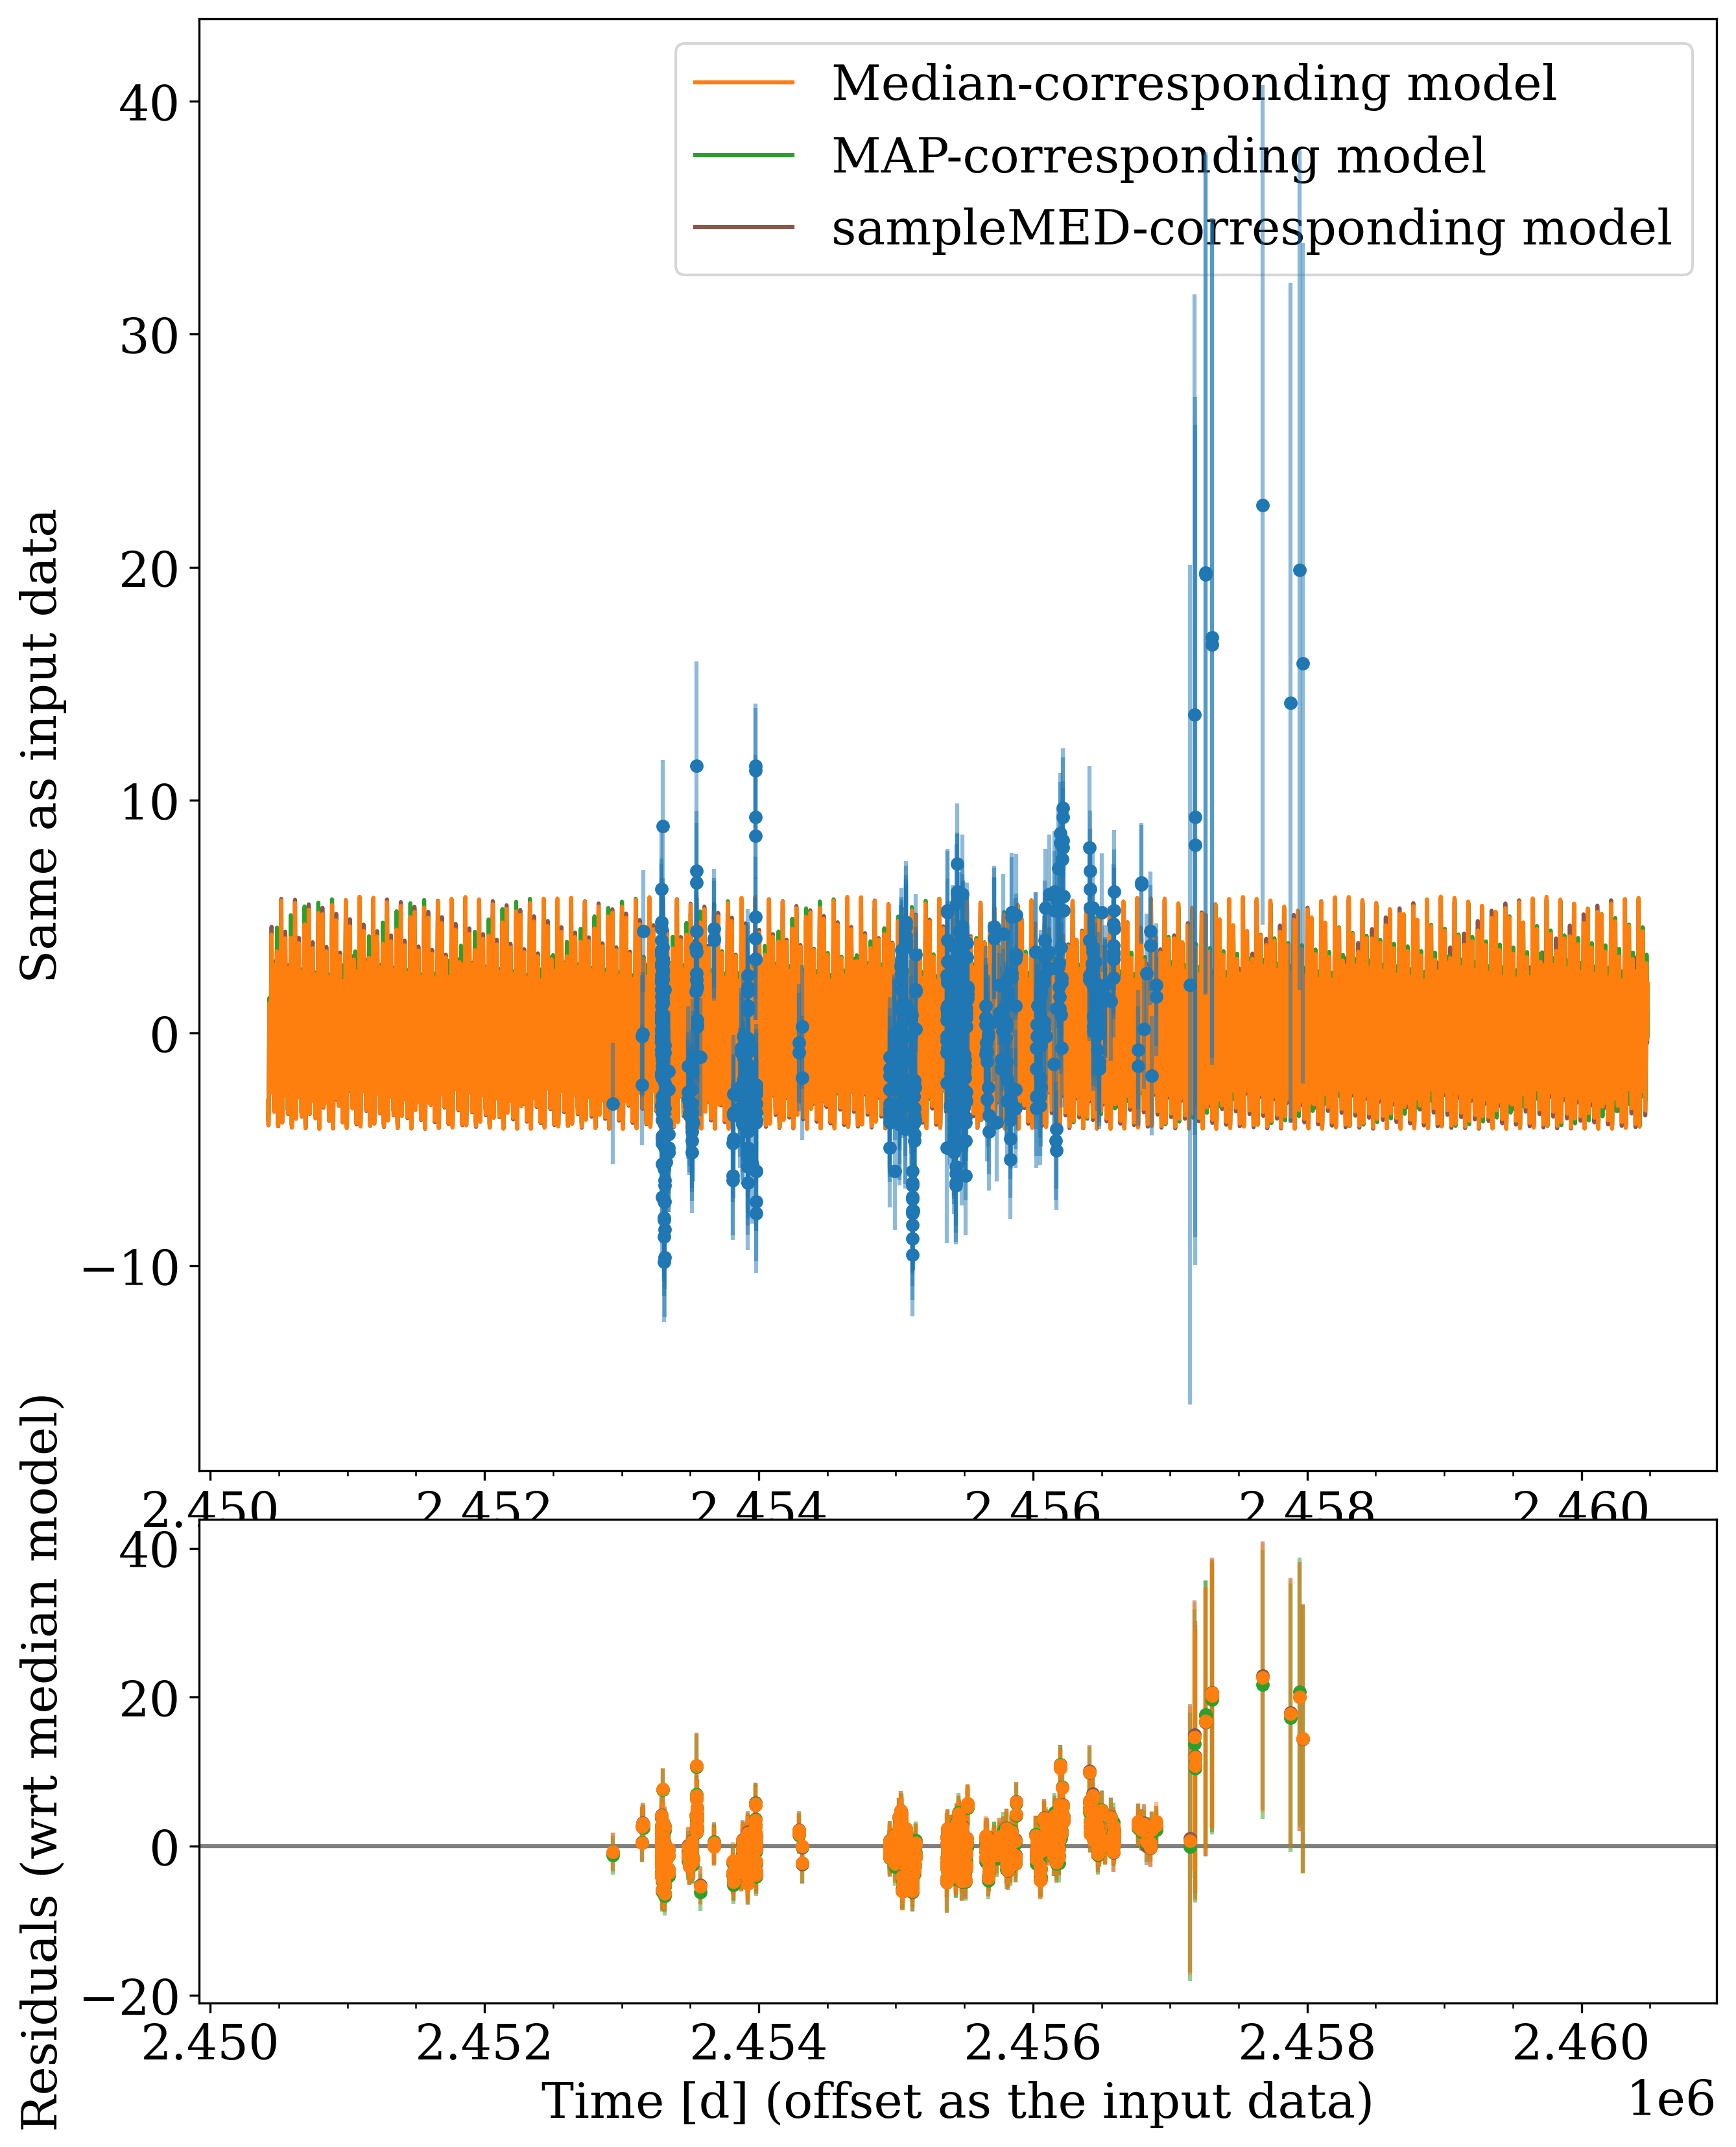 Median-corresponding model
MAP-corresponding model
sampleMED-corresponding model
Same as input data
40
30
20
10
0
−10
2.450 2.452 2.454 2.456 2.458 2.460
Residuals (wrt median model)
40
20
0
−20
2.450 2.452 2.454 2.456 2.458 2.460
Time [d] (offset as the input data)
1e6